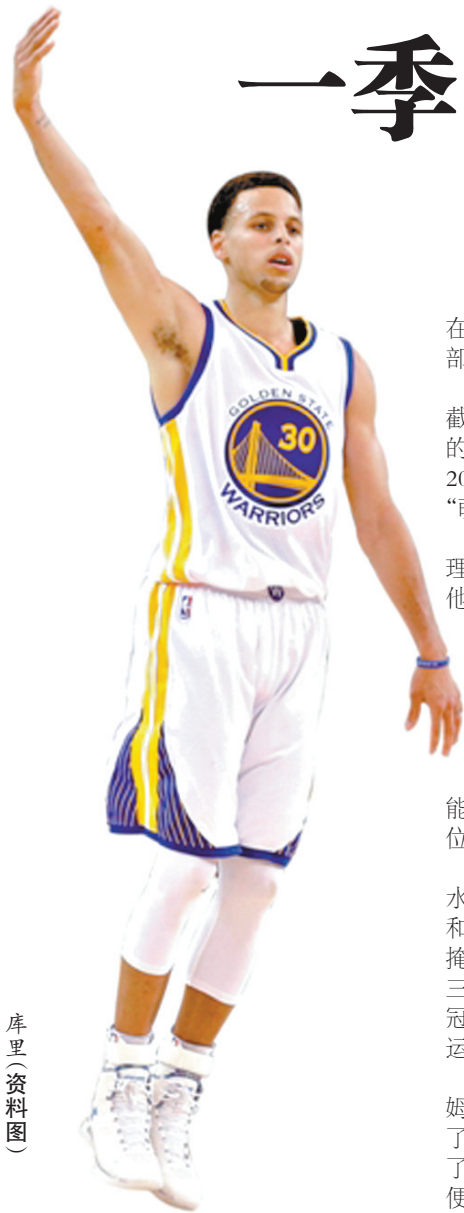 一季
GOLDEN STATE
30
WARRIORS
在
部
截
的
20
理
他
能
位
水
和
掩
三
冠
运
姆
了
了
便
库里(资料图)